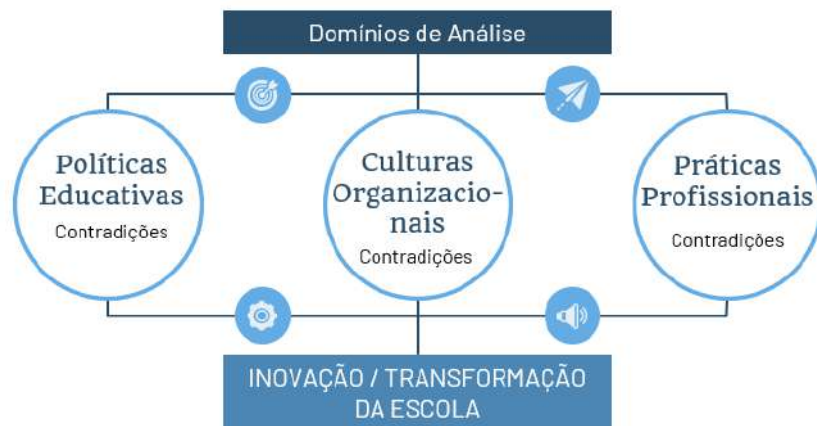 Domínios de Análise
Políticas
Educativas
Contradições
Culturas
Organizacio-
nais
Contradições
Práticas
Profissionais
Contradições
INOVAÇÃO / TRANSFORMAÇÃO
DA ESCOLA